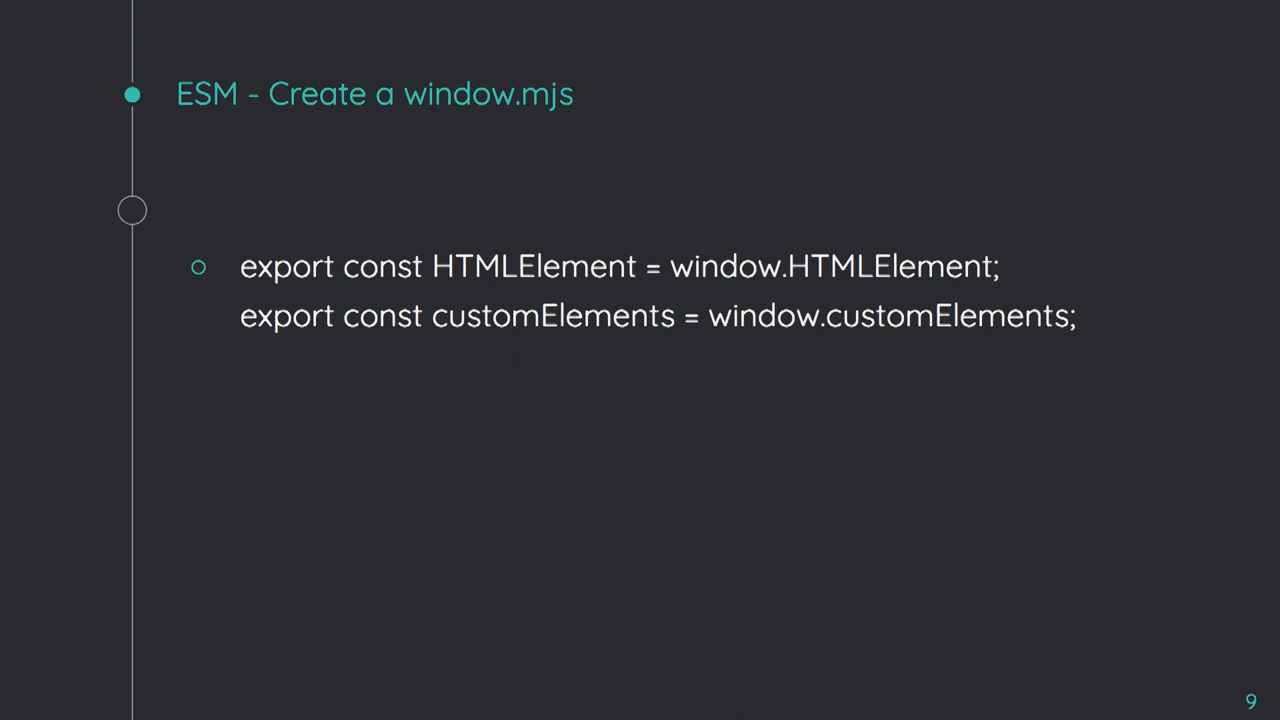 ESM - Create a window.mjs
export const HTMLElement = window.HTMLElement;
export const customElements = window.customElements;
9